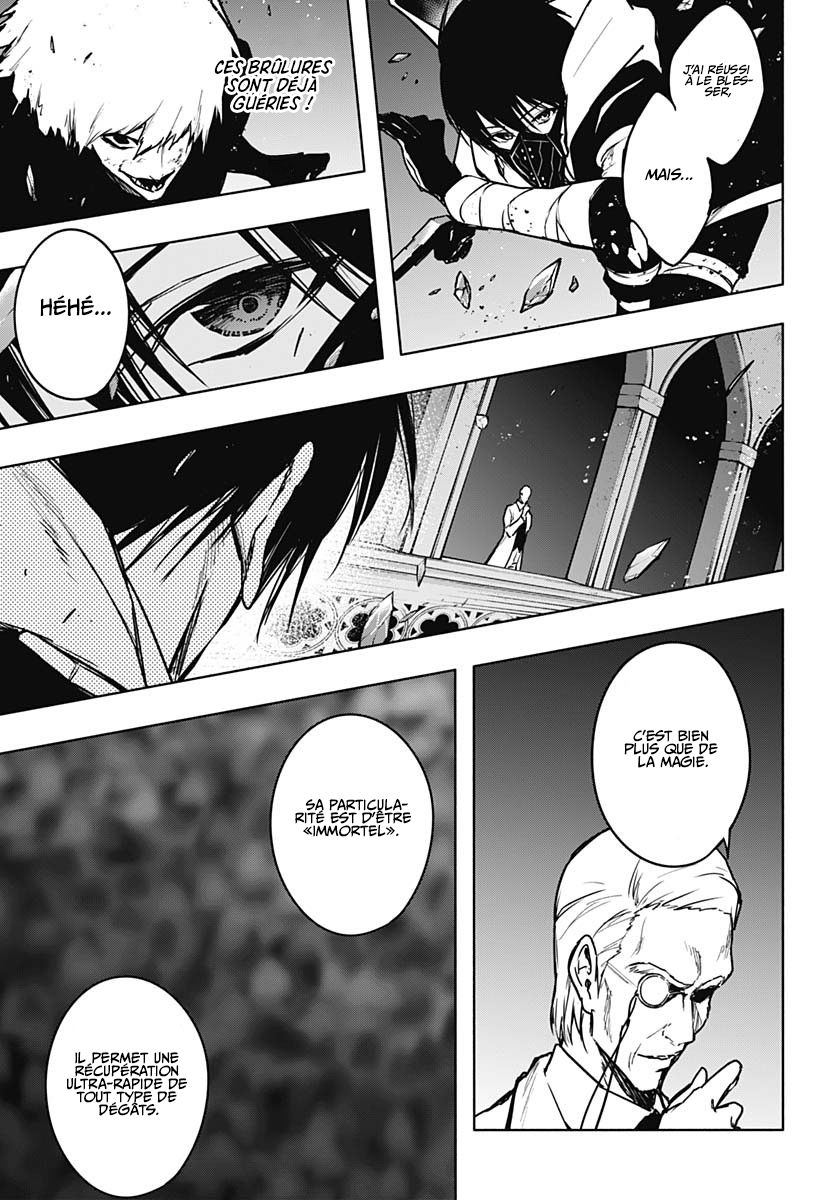 J'AI RÉUSSI
À LE BLES-
SER,
MAIS...
CES BRÛLURES
SONT DÉJÀ
GUÉRIES !
HÉHÉ...
C'EST BIEN
PLUS QUE DE
LA MAGIE.
SA PARTICULA-
RITÉ EST D'ÊTRE
«IMMORTEL».
IL PERMET UNE
RÉCUPÉRATION
ULTRA-RAPIDE DE
TOUT TYPE DE
DÉGÂTS.